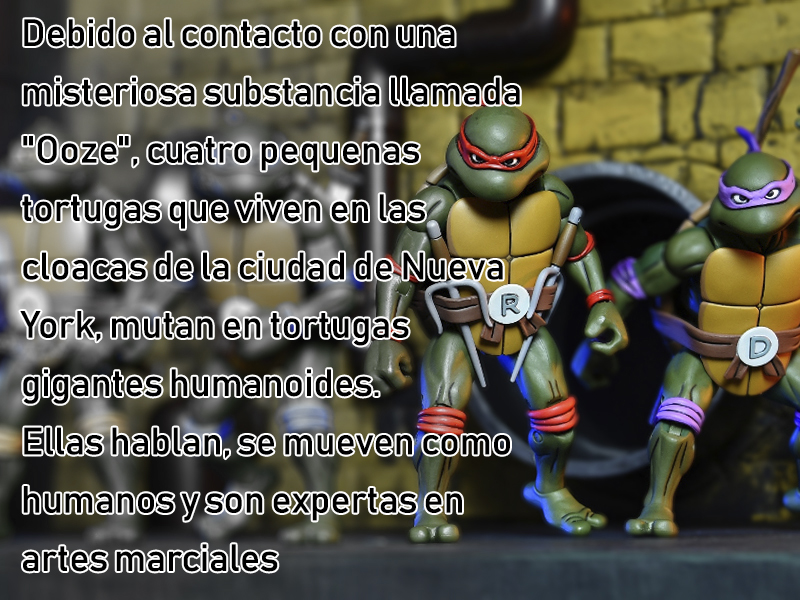 Debido al contacto con una
misteriosa substancia llamada
"Ooze", cuatro pequenas
tortugas que viven en las
cloacas de la ciudad de Nueva
York, mutan en tortugas
gigantes humanoides.
Ellas hablan, se mueven como
humanos y son expertas en
artes marciales
R
D